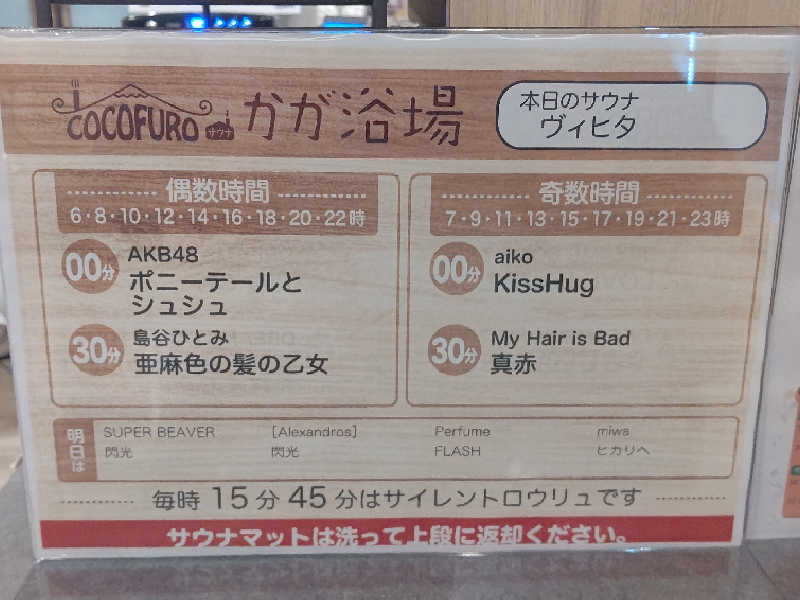 COCOFURO サウナ かが浴場
本日のサウナ
ヴィヒタ
偶数時間
6・8・10・12・14・16・18・20・22時
00分 AKB48
ポニーテールと
シュシュ
30分 島谷ひとみ
亜麻色の髪の乙女
奇数時間
7・9・11・13・15・17・19・21・23時
00分 aiko
KissHug
30分 My Hair is Bad
真赤
明日は
SUPER BEAVER [Alexandros] Perfume miwa
閃光 閃光 FLASH ヒカリヘ
毎時 15分 45分はサイレントロウリュです
サウナマットは洗って上段に返却ください。